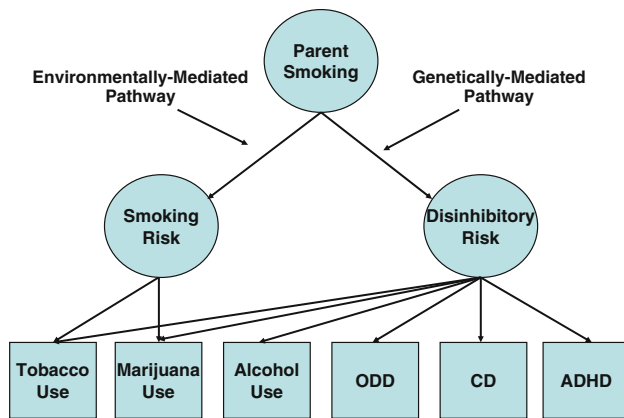 Parent
Smoking
Environmentally-Mediated
Pathway
Genetically-Mediated
Pathway
Smoking
Risk
Disinhibitory
Risk
Tobacco
Use
Marijuana
Use
Alcohol
Use
ODD
CD
ADHD